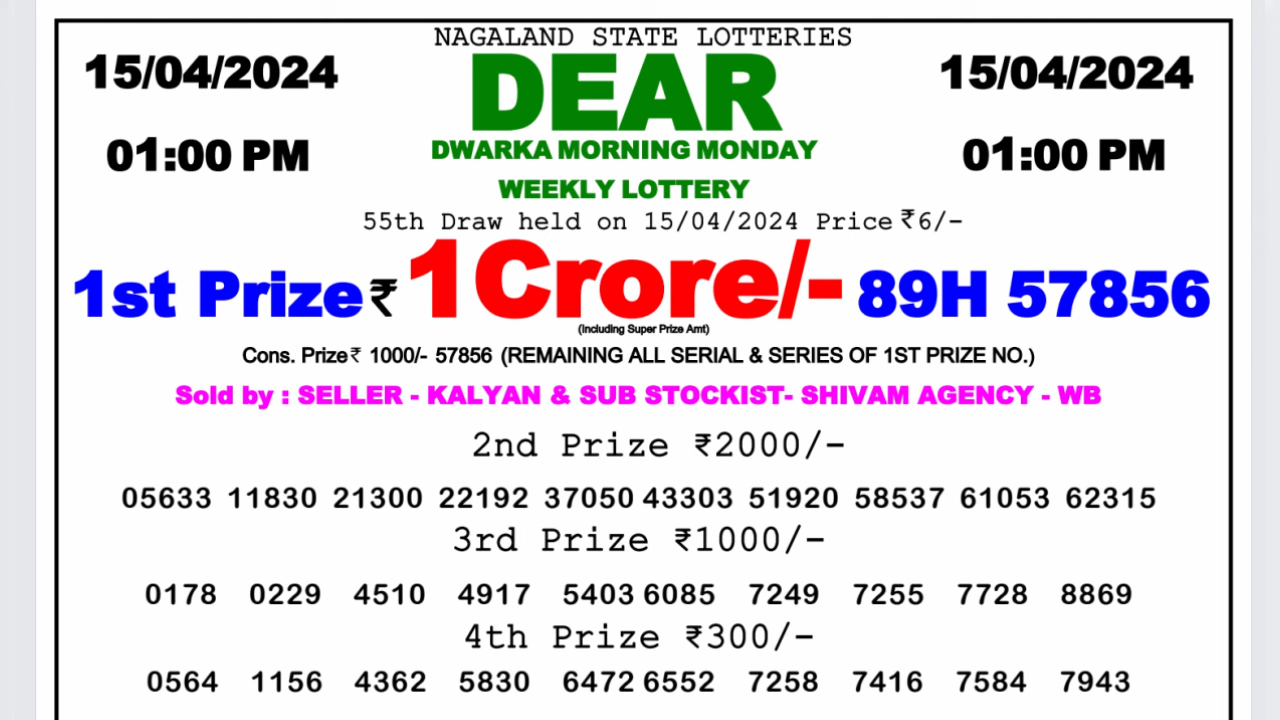 NAGALAND STATE LOTTERIES
15/04/2024 DEAR 15/04/2024
01:00 PM DWARKA MORNING MONDAY 01:00 PM
WEEKLY LOTTERY
55th Draw held on 15/04/2024 Price ₹6/-
1st Prize ₹ 1Crore/- 89H 57856
(Including Super Prize Amt)
Cons. Prize ₹ 1000/- 57856 (REMAINING ALL SERIAL & SERIES OF 1ST PRIZE NO.)
Sold by : SELLER - KALYAN & SUB STOCKIST- SHIVAM AGENCY - WB
2nd Prize ₹2000/-
05633 11830 21300 22192 37050 43303 51920 58537 61053 62315
3rd Prize ₹1000/-
0178 0229 4510 4917 5403 6085 7249 7255 7728 8869
4th Prize ₹300/-
0564 1156 4362 5830 6472 6552 7258 7416 7584 7943